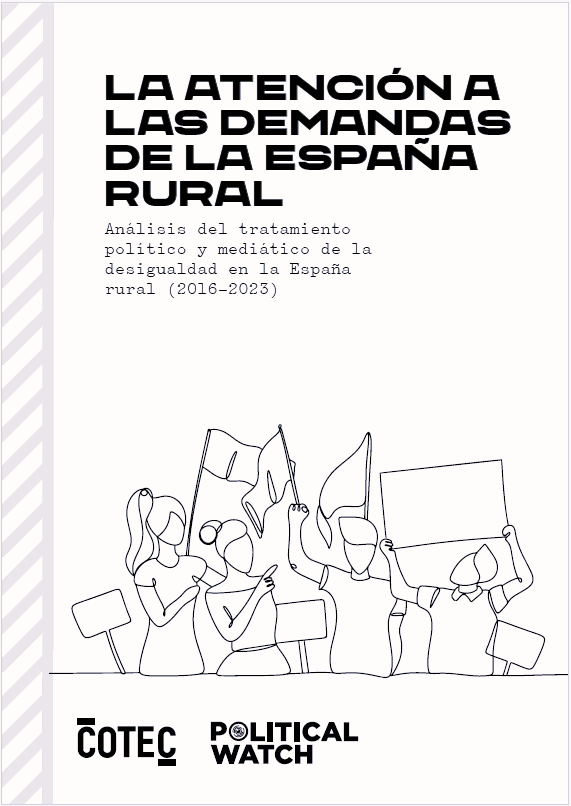 LA ATENCIÓN A
LAS DEMANDAS
DE LA ESPAÑA
RURAL
Análisis del tratamiento
político y mediático de la
desigualdad en la España
rural (2016–2023)
COTEC
POLITICAL
WATCH